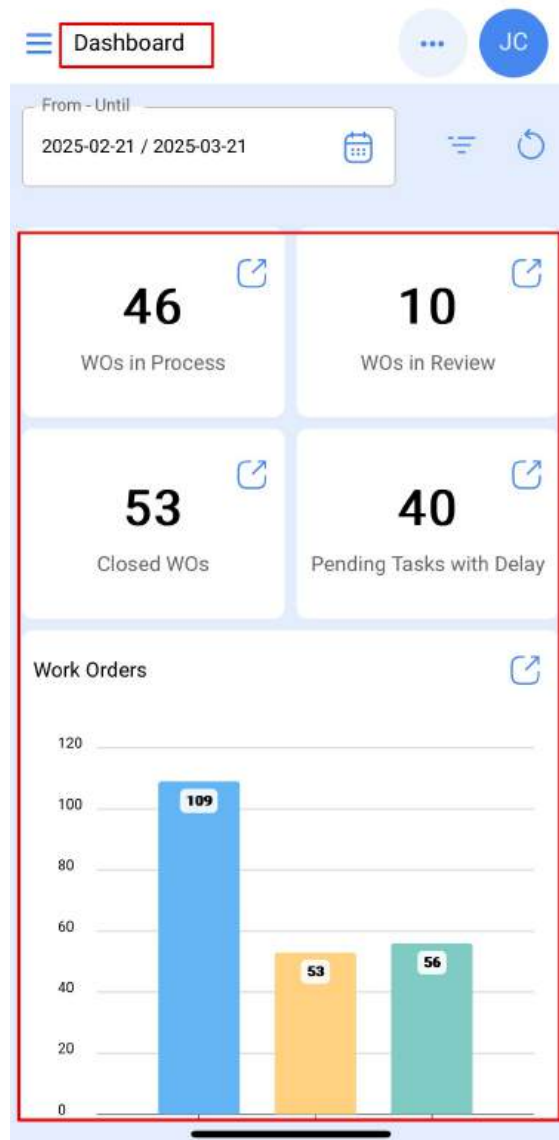 Dashboard
JC
From - Until
2025-02-21 / 2025-03-21
46
10
WOs in Process
WOs in Review
53
40
Closed WOs
Pending Tasks with Delay
Work Orders
120
100
80
60
40
20
0
109
53
56